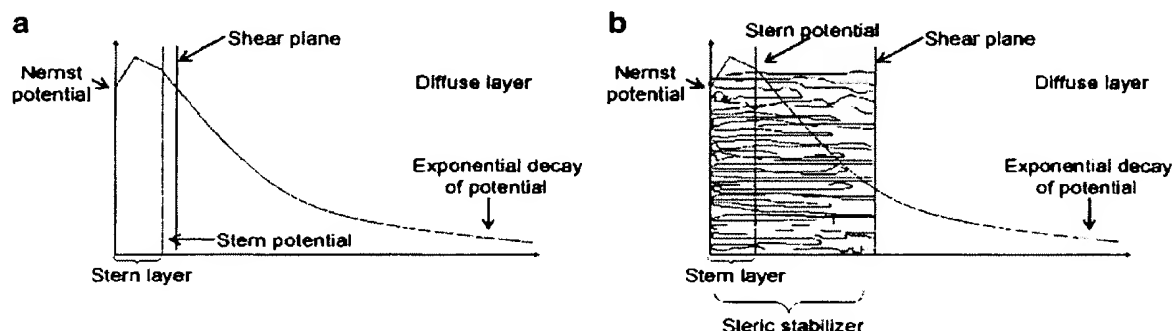 a
Shear plane
Nernst
potential
Diffuse layer
Exponential decay
of potential
Stern potential
Stern layer
b
Stern potential
Shear plane
Nernst
potential
Diffuse layer
Exponential decay
of potential
Stern layer
Steric stabilizer